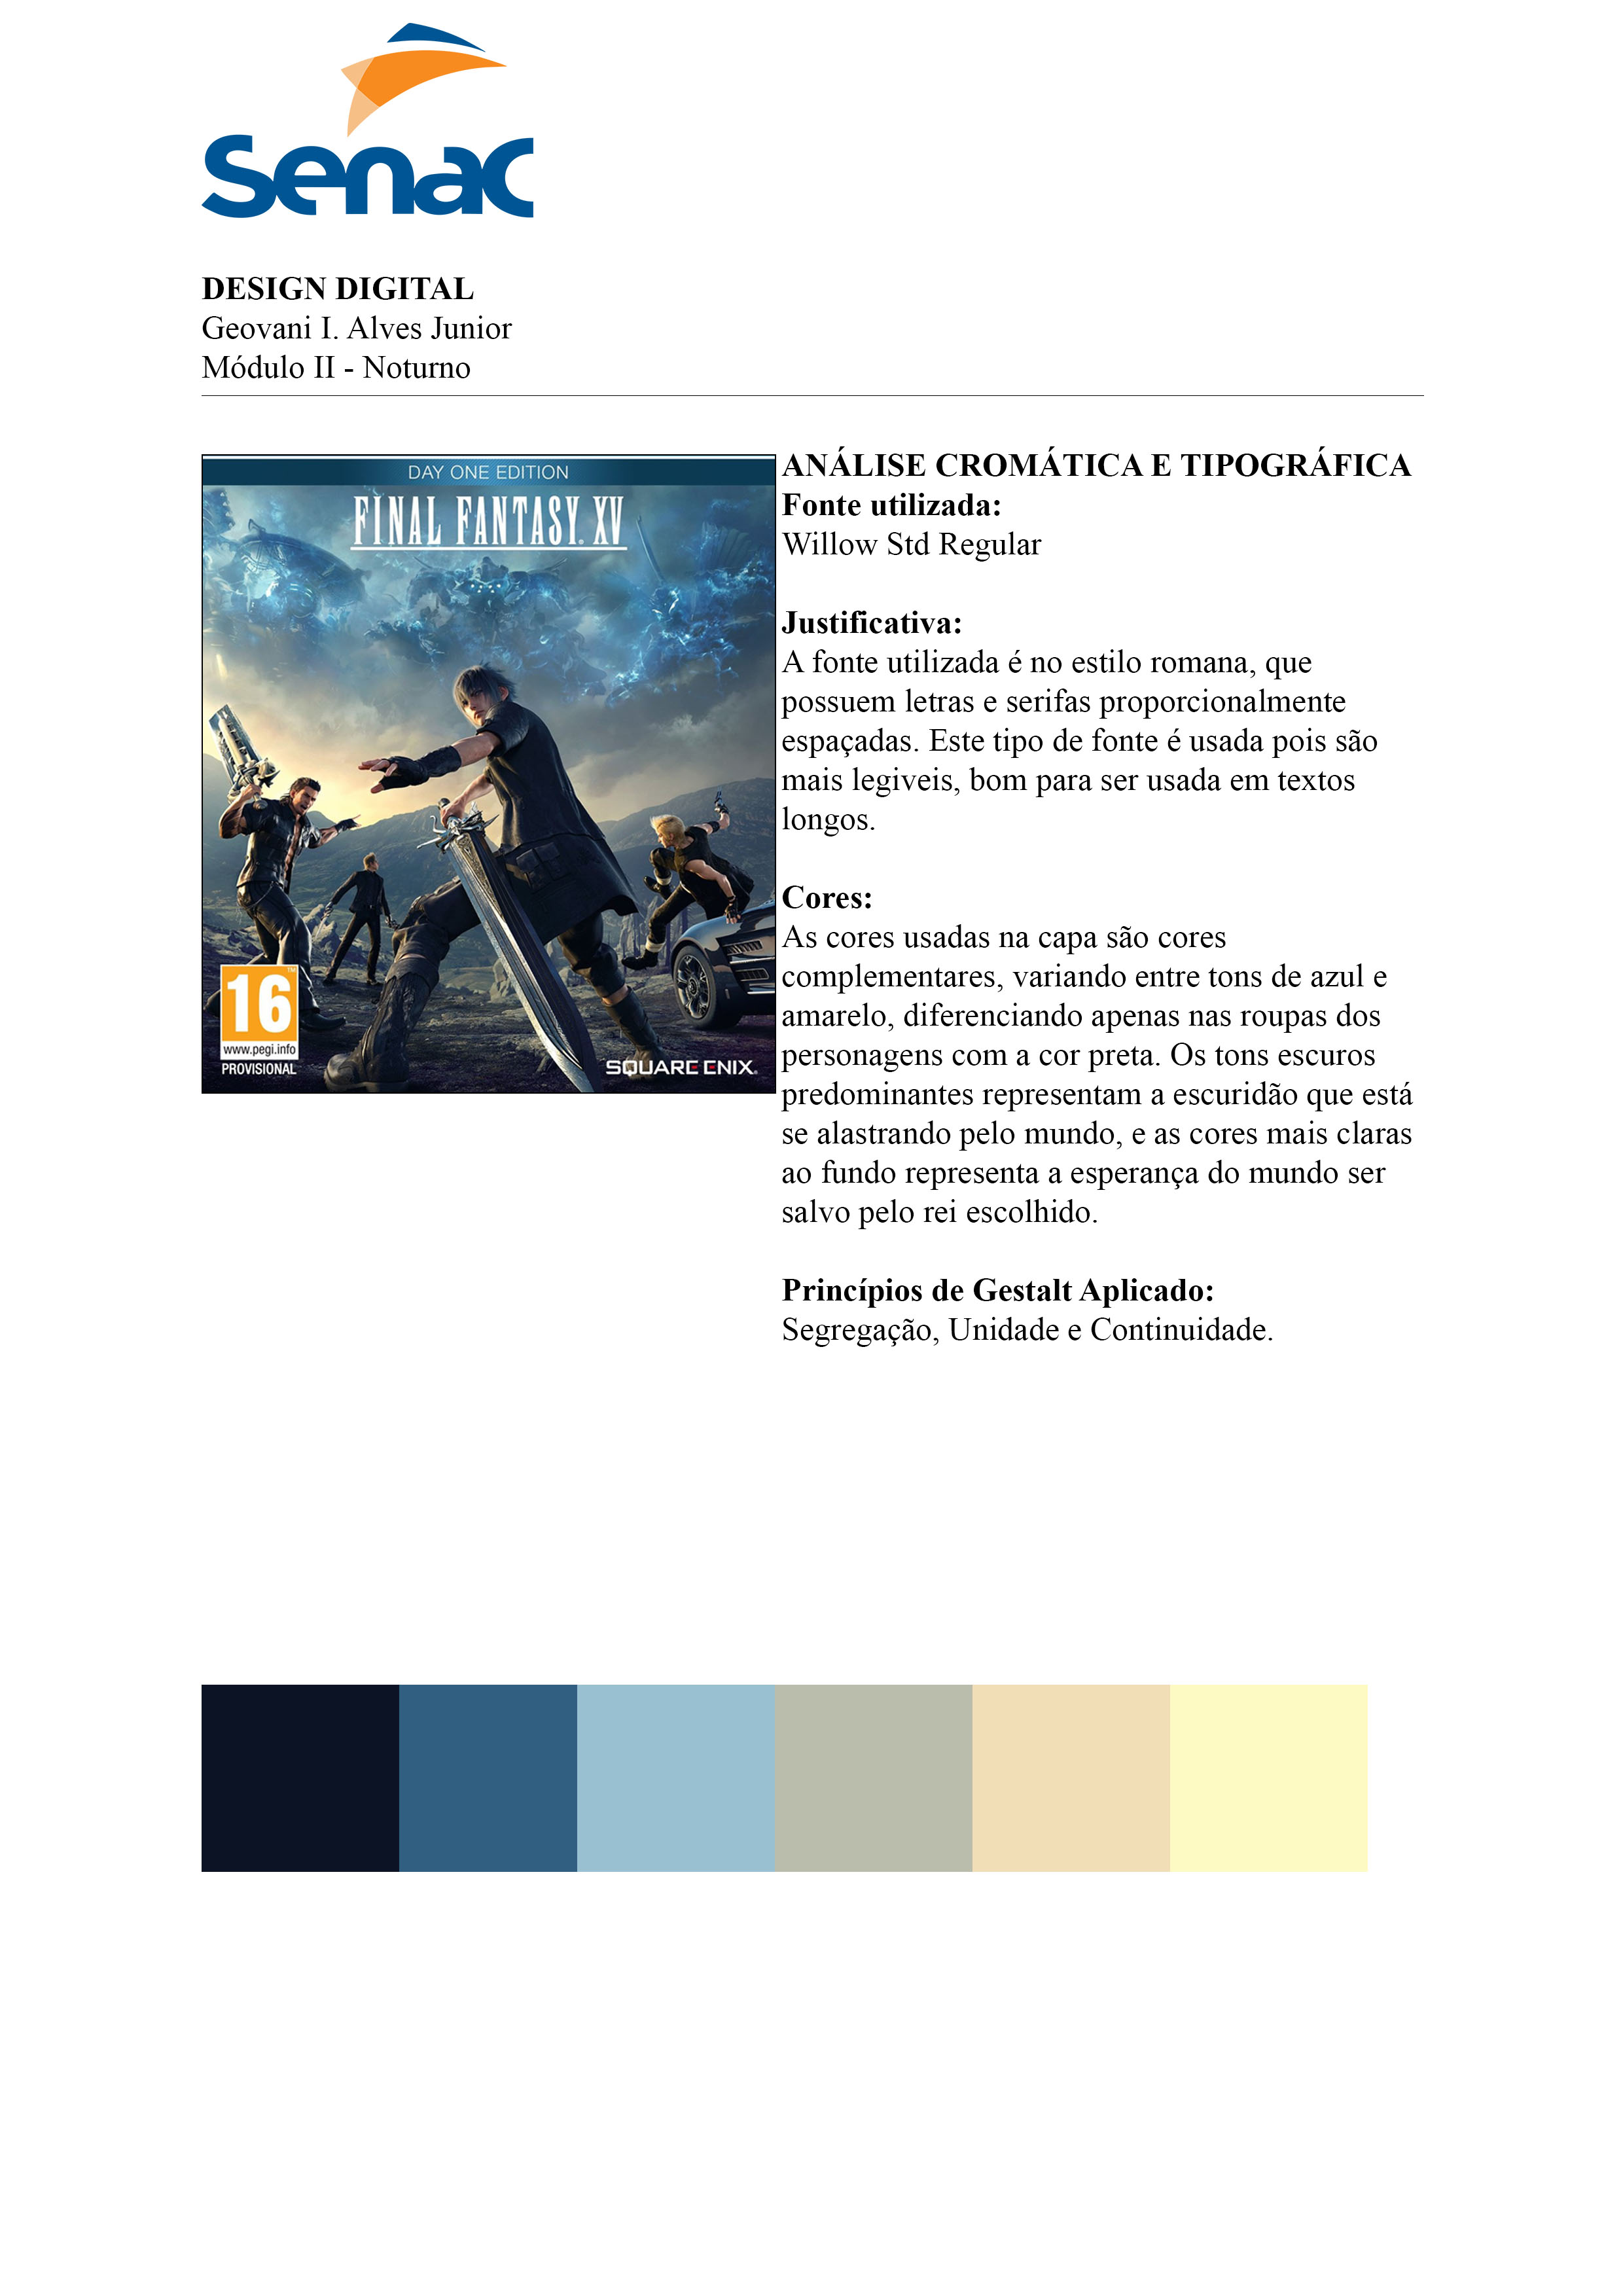 Senac
DESIGN DIGITAL
Geovani I. Alves Junior
Módulo II - Noturno
DAY ONE EDITION
FINAL FANTASY XV
16
www.pegi.info
PROVISIONAL
SQUARE ENIX
ANÁLISE CROMÁTICA E TIPOGRÁFICA
Fonte utilizada:
Willow Std Regular
Justificativa:
A fonte utilizada é no estilo romana, que
possuem letras e serifas proporcionalmente
espaçadas. Este tipo de fonte é usada pois são
mais legiveis, bom para ser usada em textos
longos.
Cores:
As cores usadas na capa são cores
complementares, variando entre tons de azul e
amarelo, diferenciando apenas nas roupas dos
personagens com a cor preta. Os tons escuros
predominantes representam a escuridão que está
se alastrando pelo mundo, e as cores mais claras
ao fundo representa a esperança do mundo ser
salvo pelo rei escolhido.
Princípios de Gestalt Aplicado:
Segregação, Unidade e Continuidade.